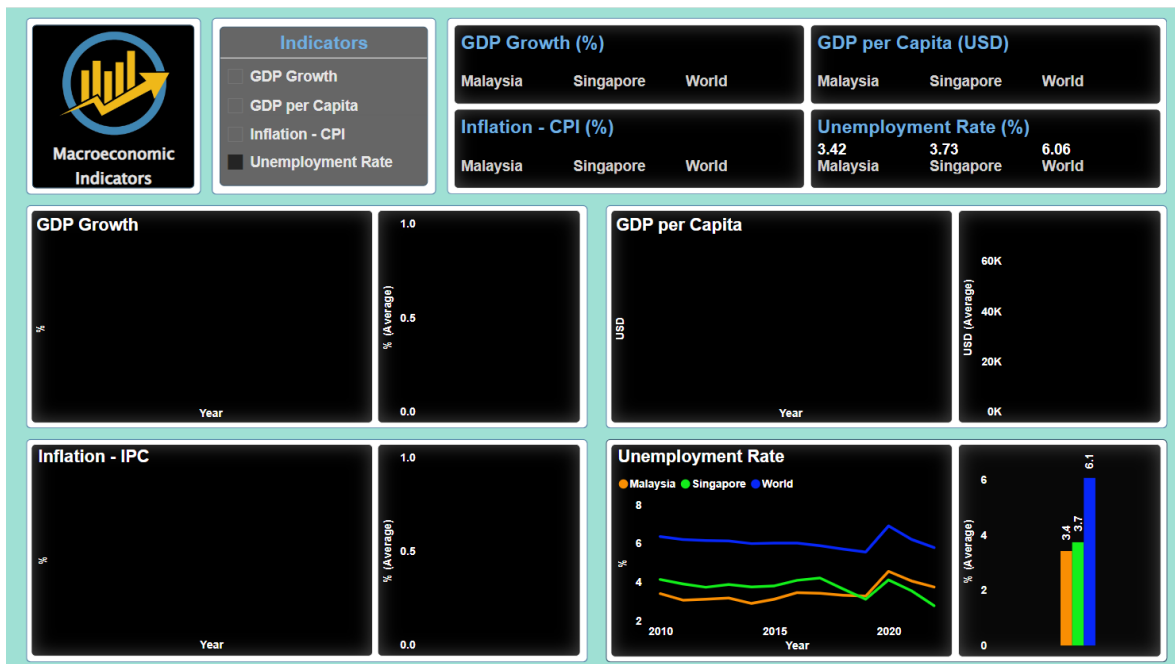 Macroeconomic
Indicators
Indicators
GDP Growth
GDP per Capita
Inflation - CPI
Unemployment Rate
GDP Growth (%)
Malaysia Singapore World
GDP per Capita (USD)
Malaysia Singapore World
Inflation - CPI (%)
Malaysia Singapore World
Unemployment Rate (%)
3.42 3.73 6.06
Malaysia Singapore World
GDP Growth
%
Year
1.0
0.5
0.0
% (Average)
GDP per Capita
USD
Year
60K
40K
20K
0K
USD (Average)
Inflation - IPC
%
Year
1.0
0.5
0.0
% (Average)
Unemployment Rate
Malaysia Singapore World
8
6
4
2
%
2010 2015 2020
Year
6
4
2
0
% (Average)
3.4
3.7
6.1